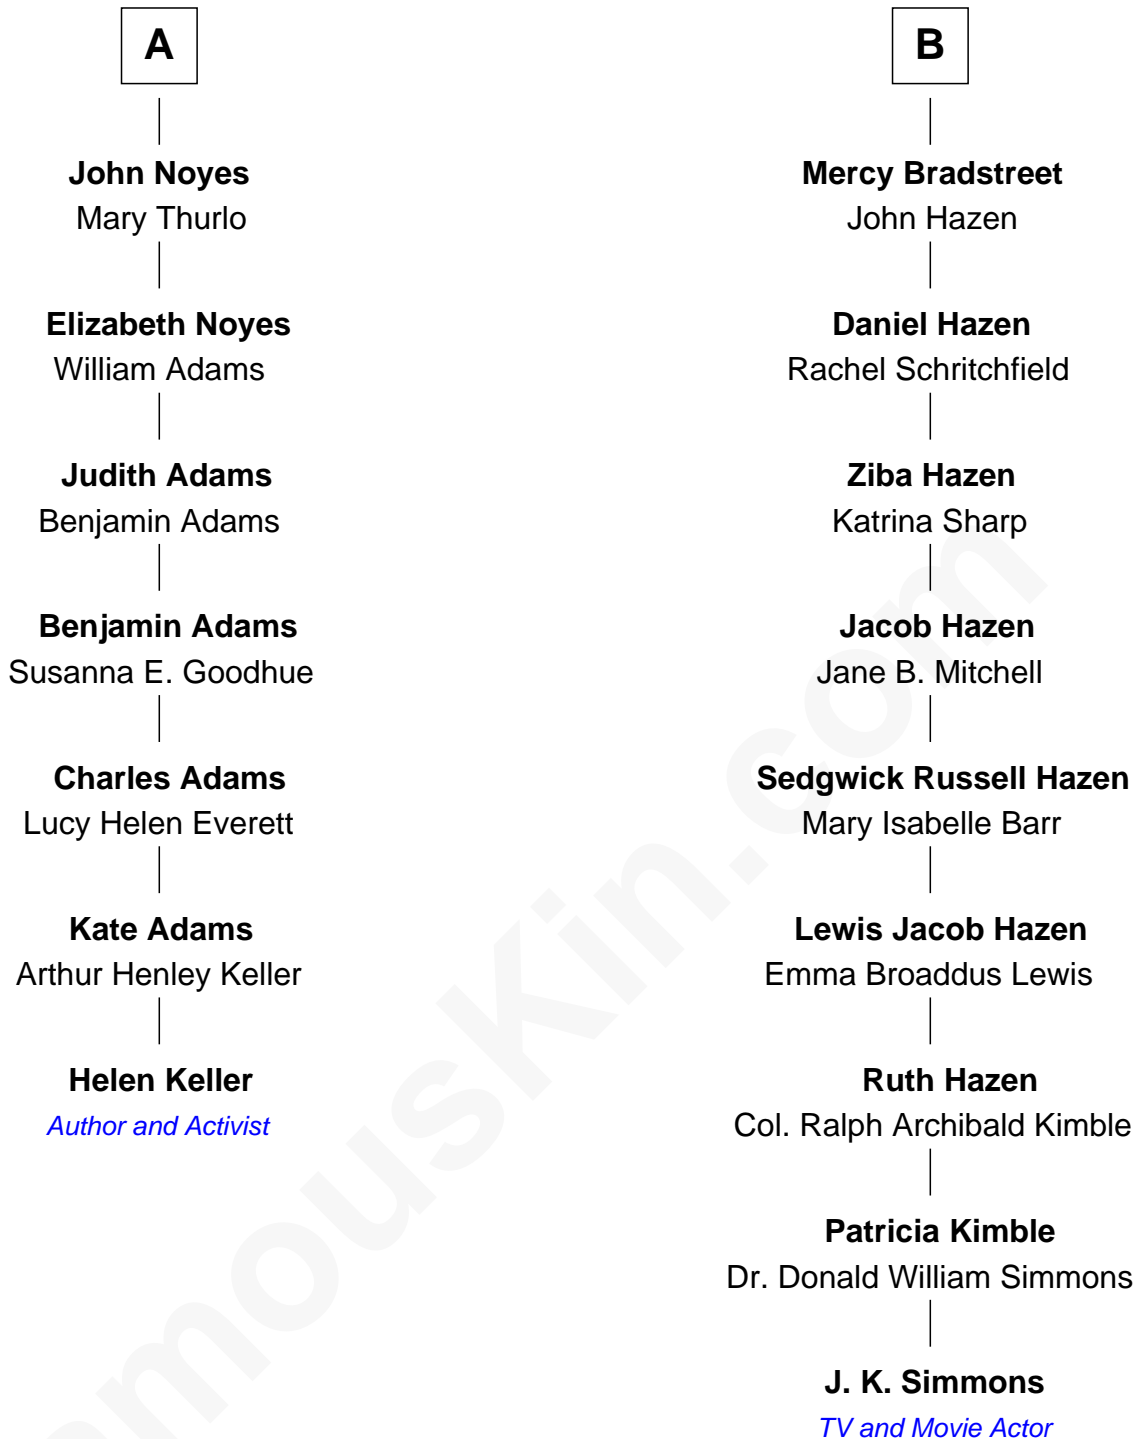 A
John Noyes
Mary Thurlo
Elizabeth Noyes
William Adams
Judith Adams
Benjamin Adams
Benjamin Adams
Susanna E. Goodhue
Charles Adams
Lucy Helen Everett
Kate Adams
Arthur Henley Keller
Helen Keller
Author and Activist
B
Mercy Bradstreet
John Hazen
Daniel Hazen
Rachel Schritchfield
Ziba Hazen
Katrina Sharp
Jacob Hazen
Jane B. Mitchell
Sedgwick Russell Hazen
Mary Isabelle Barr
Lewis Jacob Hazen
Emma Broaddus Lewis
Ruth Hazen
Col. Ralph Archibald Kimble
Patricia Kimble
Dr. Donald William Simmons
J. K. Simmons
TV and Movie Actor
amouskin.com